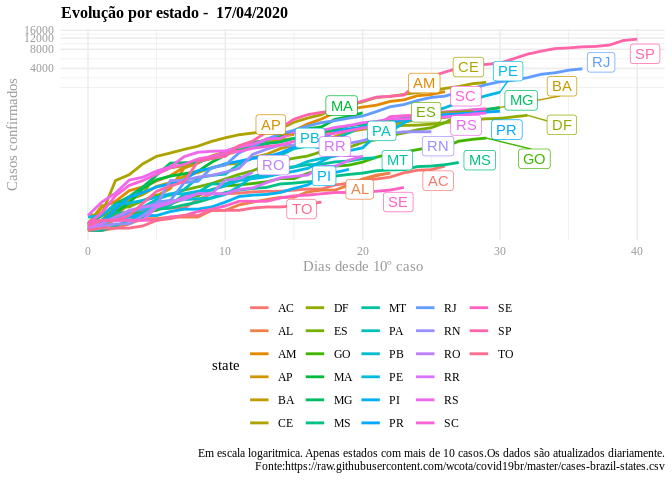 Evolução por estado -  17/04/2020
16000
12000
8000
4000
Casos confirmados
SP
RJ
CE
PE
AM
BA
SC
MG
MA
ES
AP
RS
PR
DF
PB
PA
RN
RR
GO
RO
MT
MS
PI
AL
AC
SE
TO
0
10
20
30
40
Dias desde 10º caso
state
AC
AL
AM
AP
BA
CE
DF
ES
GO
MA
MG
MS
MT
PA
PB
PE
PI
PR
RJ
RN
RO
RR
RS
SC
SE
SP
TO
Em escala logaritmica. Apenas estados com mais de 10 casos.Os dados são atualizados diariamente.
Fonte:https://raw.githubusercontent.com/wcota/covid19br/master/cases-brazil-states.csv